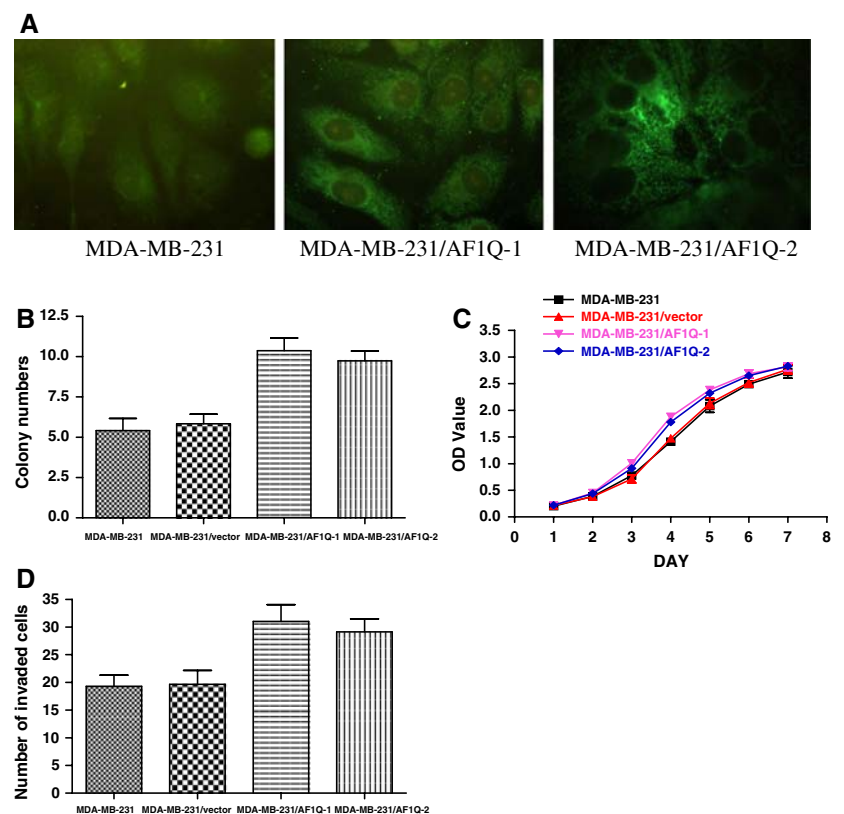 A
MDA-MB-231 MDA-MB-231/AF1Q-1 MDA-MB-231/AF1Q-2
B
Colony numbers
12.5
10.0
7.5
5.0
2.5
0.0
MDA-MB-231 MDA-MB-231/vector MDA-MB-231/AF1Q-1 MDA-MB-231/AF1Q-2
C
MDA-MB-231
MDA-MB-231/vector
MDA-MB-231/AF1Q-1
MDA-MB-231/AF1Q-2
OD Value
3.5
3.0
2.5
2.0
1.5
1.0
0.5
0.0
0 1 2 3 4 5 6 7 8
DAY
D
Number of invaded cells
35
30
25
20
15
10
5
0
MDA-MB-231 MDA-MB-231/vector MDA-MB-231/AF1Q-1 MDA-MB-231/AF1Q-2